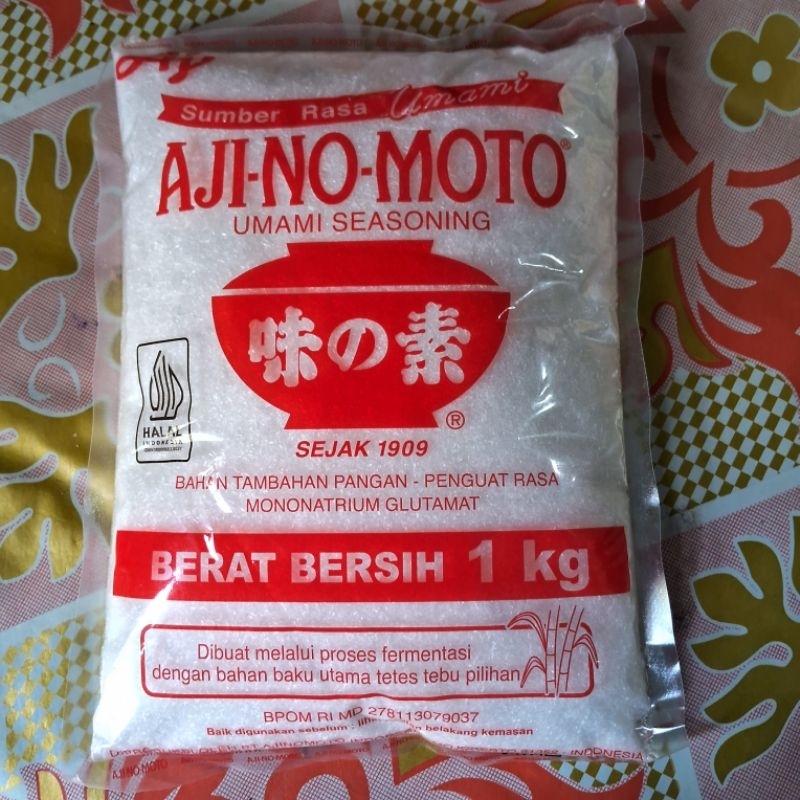 Sumber Rasa Umami
AJI-NO-MOTO®
UMAMI SEASONING
味の素
®
SEJAK 1909
HALAL
INDONESIA
BAHAN TAMBAHAN PANGAN - PENGUAT RASA
MONONATRIUM GLUTAMAT
BERAT BERSIH 1 kg
Dibuat melalui proses fermentasi
dengan bahan baku utama tetes tebu pilihan
BPOM RI MD 278113079037
Baik digunakan sebelum : belakang kemasan
AJI-NO-MOTO
INDONESIA